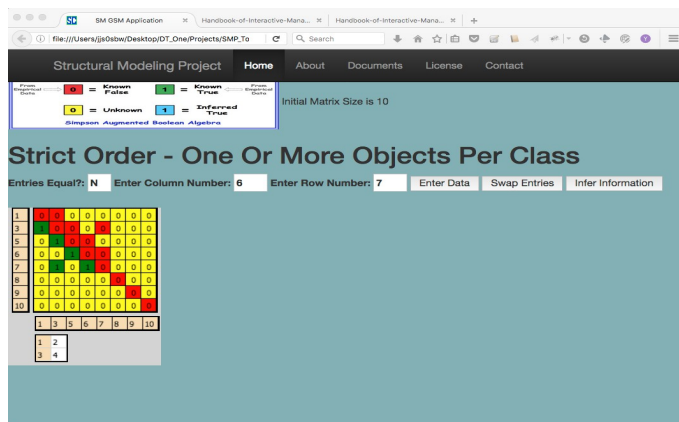 SC SM GSM Application × Handbook-of-Interactive-Mana... × Handbook-of-Interactive-Mana... × +
file:///Users/jjs0sbw/Desktop/DT_One/Projects/SMP_To Search
Structural Modeling Project Home About Documents License Contact
From Empirical Data 0 = Known False 1 = Known True From Empirical Data
0 = Unknown 1 = Inferred True
Simpson Augmented Boolean Algebra
Initial Matrix Size is 10
Strict Order - One Or More Objects Per Class
Entries Equal?: N Enter Column Number: 6 Enter Row Number: 7 Enter Data Swap Entries Infer Information
1 0 0 0 0 0 0 0 0
3 1 0 0 0 0 0 0 0
5 0 1 0 0 0 0 0 0
6 0 0 1 0 0 0 0 0
7 0 1 0 1 0 0 0 0
8 0 0 0 0 0 0 0 0
9 0 0 0 0 0 0 0 0
10 0 0 0 0 0 0 0 0
1 3 5 6 7 8 9 10
1 2
3 4